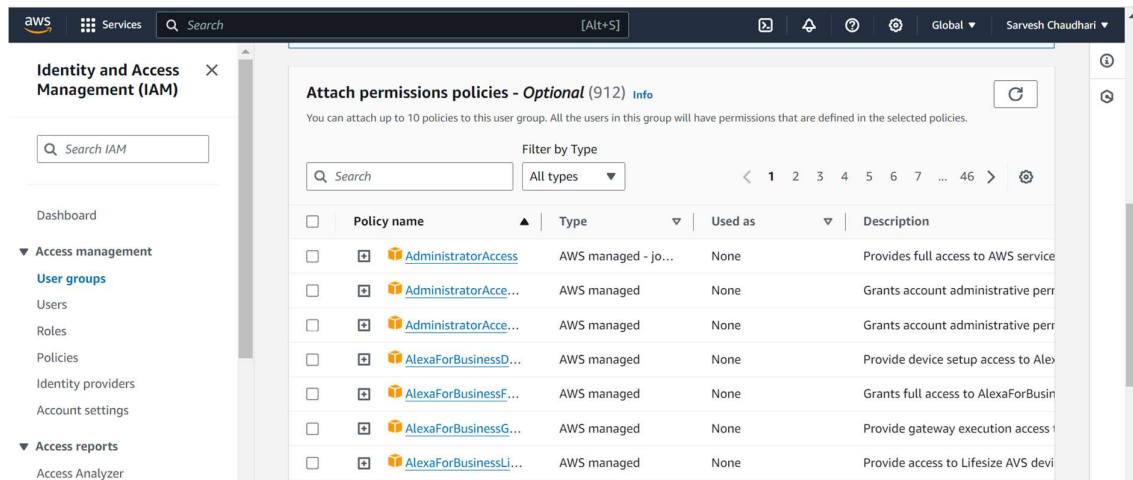 aws Services Search [Alt+S] Global Sarvesh Chaudhari
Identity and Access
Management (IAM)
Search IAM
Dashboard
Access management
User groups
Users
Roles
Policies
Identity providers
Account settings
Access reports
Access Analyzer
Attach permissions policies - Optional (912) Info
You can attach up to 10 policies to this user group. All the users in this group will have permissions that are defined in the selected policies.
Filter by Type
Search All types 1 2 3 4 5 6 7 ... 46
Policy name Type Used as Description
AdministratorAccess AWS managed - jo... None Provides full access to AWS service
AdministratorAcce... AWS managed None Grants account administrative perr
AdministratorAcce... AWS managed None Grants account administrative perr
AlexaForBusinessD... AWS managed None Provide device setup access to Alex
AlexaForBusinessF... AWS managed None Grants full access to AlexaForBusin
AlexaForBusinessG... AWS managed None Provide gateway execution access t
AlexaForBusinessLi... AWS managed None Provide access to Lifesize AVS devi